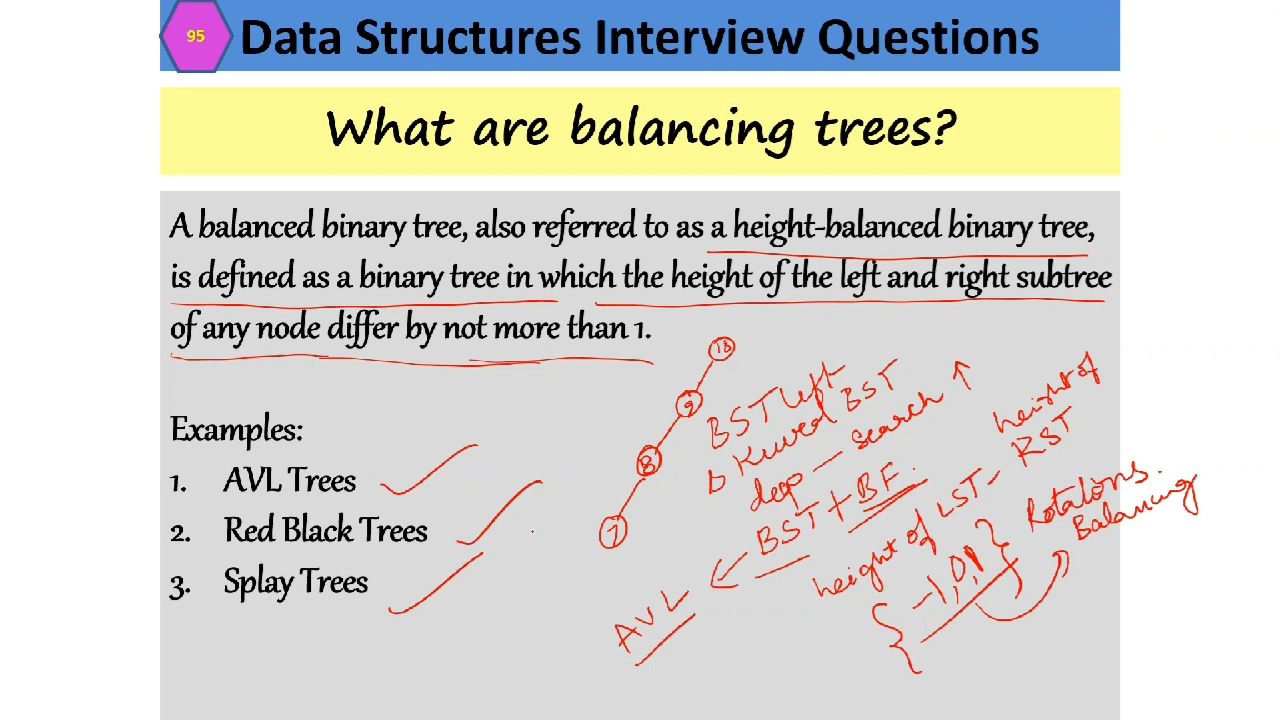 95
Data Structures Interview Questions
What are balancing trees?
A balanced binary tree, also referred to as a height-balanced binary tree,
is defined as a binary tree in which the height of the left and right subtree
of any node differ by not more than 1.
Examples:
1. AVL Trees
2. Red Black Trees
3. Splay Trees
18
9
8
7
BST left
Kuwed BST
deep - search ↑
BST + BF.
AVL
height of LST -
height of
RST
{-1, 0, 1}
Rotations.
Balancing